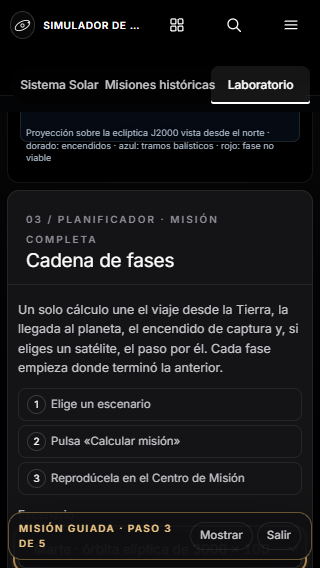 SIMULADOR DE ...
Sistema Solar Misiones históricas Laboratorio
Proyección sobre la eclíptica J2000 vista desde el norte ·
dorado: encendidos · azul: tramos balísticos · rojo: fase no
viable
03 / PLANIFICADOR · MISIÓN
COMPLETA
Cadena de fases
Un solo cálculo une el viaje desde la Tierra, la
llegada al planeta, el encendido de captura y, si
eliges un satélite, el paso por él. Cada fase
empieza donde terminó la anterior.
1 Elige un escenario
2 Pulsa «Calcular misión»
3 Reprodúcela en el Centro de Misión
MISIÓN GUIADA · PASO 3
DE 5
Mostrar Salir